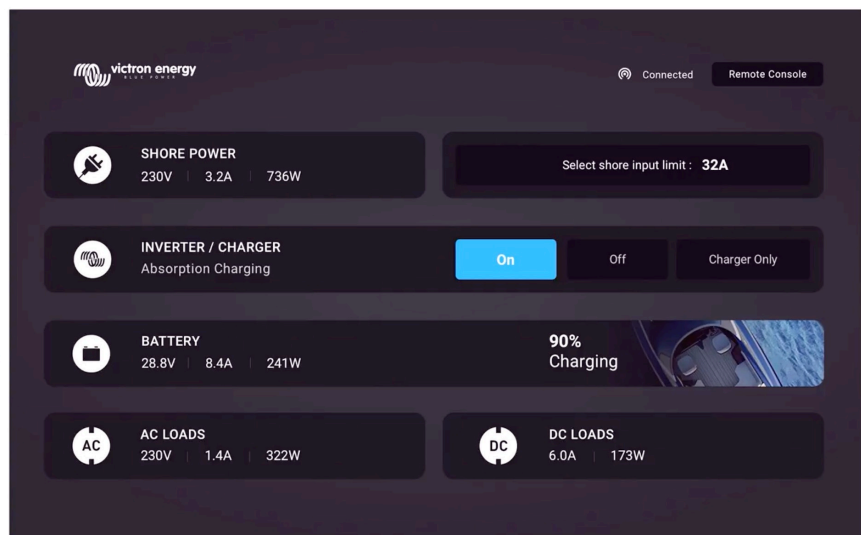 victron energy
BLUE POWER
Connected
Remote Console
SHORE POWER
230V | 3.2A | 736W
Select shore input limit : 32A
INVERTER / CHARGER
Absorption Charging
On
Off
Charger Only
BATTERY
28.8V | 8.4A | 241W
90%
Charging
AC
AC LOADS
230V | 1.4A | 322W
DC
DC LOADS
6.0A | 173W